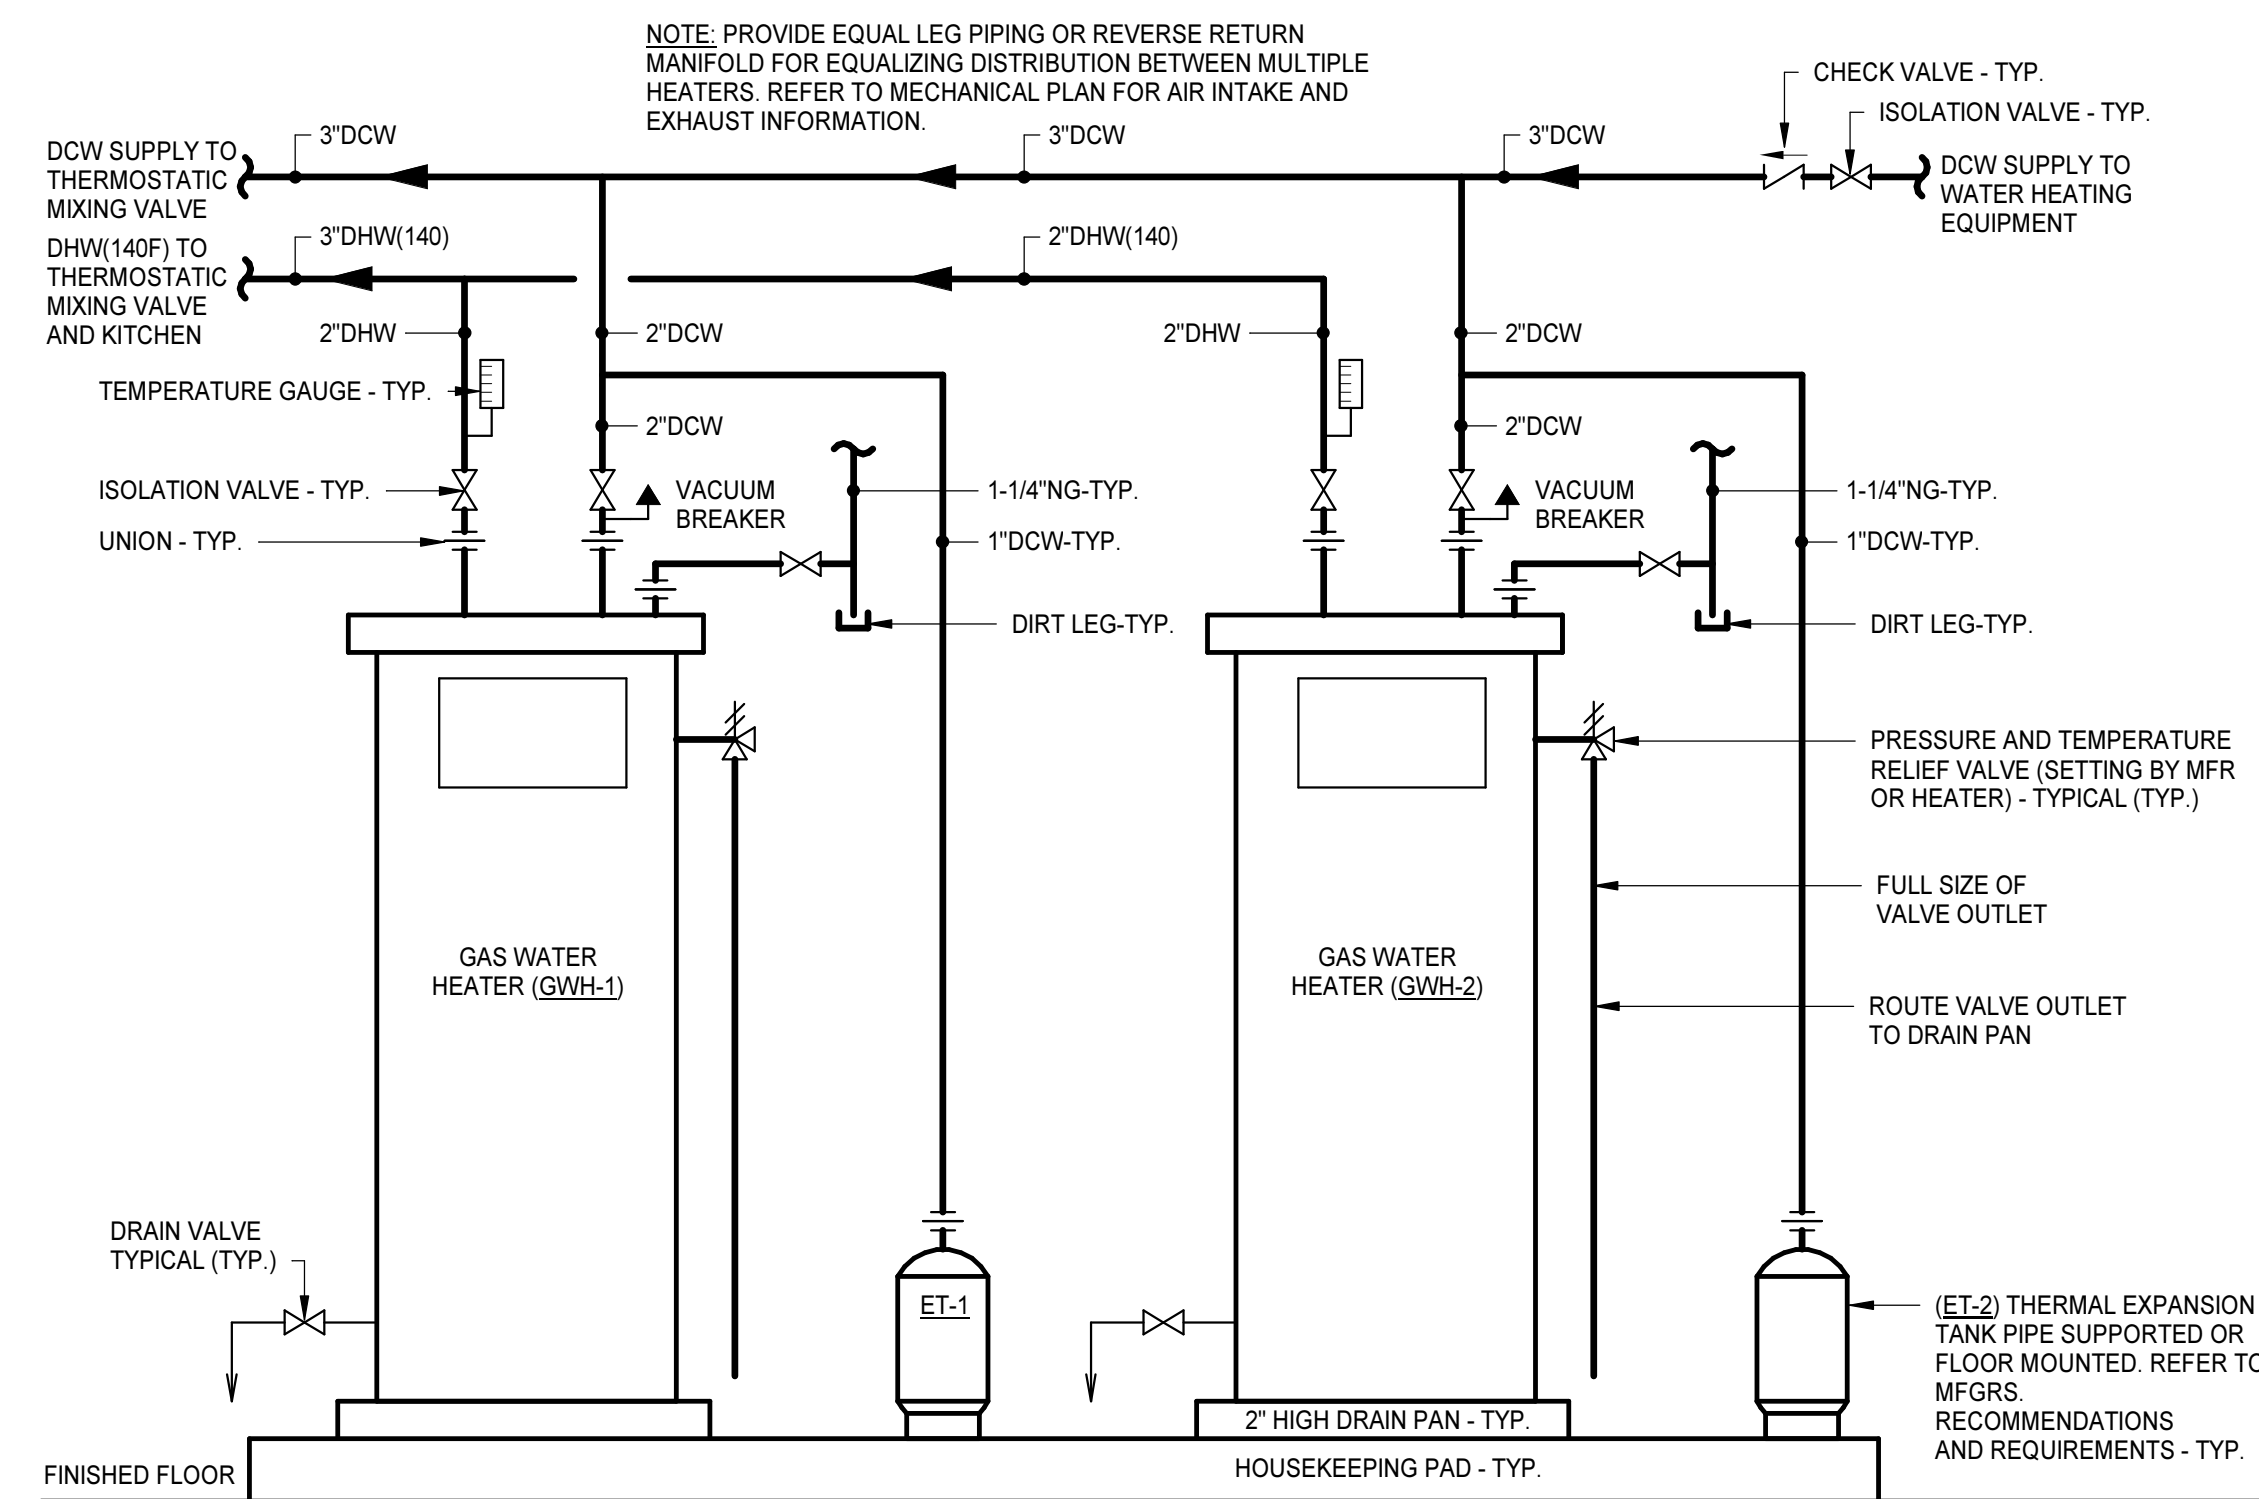 NOTE: PROVIDE EQUAL LEG PIPING OR REVERSE RETURN
MANIFOLD FOR EQUALIZING DISTRIBUTION BETWEEN MULTIPLE
HEATERS. REFER TO MECHANICAL PLAN FOR AIR INTAKE AND
EXHAUST INFORMATION.
CHECK VALVE - TYP.
ISOLATION VALVE - TYP.
3"DCW
3"DCW
3"DCW
DCW SUPPLY TO
THERMOSTATIC
MIXING VALVE
DCW SUPPLY TO
WATER HEATING
EQUIPMENT
3"DHW(140)
2"DHW(140)
DHW(140F) TO
THERMOSTATIC
MIXING VALVE
AND KITCHEN
2"DHW
2"DCW
2"DHW
2"DCW
TEMPERATURE GAUGE - TYP.
2"DCW
2"DCW
ISOLATION VALVE - TYP.
VACUUM
BREAKER
1-1/4"NG-TYP.
VACUUM
BREAKER
1-1/4"NG-TYP.
UNION - TYP.
1"DCW-TYP.
1"DCW-TYP.
DIRT LEG-TYP.
DIRT LEG-TYP.
PRESSURE AND TEMPERATURE
RELIEF VALVE (SETTING BY MFR
OR HEATER) - TYPICAL (TYP.)
FULL SIZE OF
VALVE OUTLET
GAS WATER
HEATER (GWH-1)
GAS WATER
HEATER (GWH-2)
ROUTE VALVE OUTLET
TO DRAIN PAN
DRAIN VALVE
TYPICAL (TYP.)
ET-1
(ET-2) THERMAL EXPANSION
TANK PIPE SUPPORTED OR
FLOOR MOUNTED. REFER TO
MFGRS.
RECOMMENDATIONS
AND REQUIREMENTS - TYP.
2" HIGH DRAIN PAN - TYP.
HOUSEKEEPING PAD - TYP.
FINISHED FLOOR